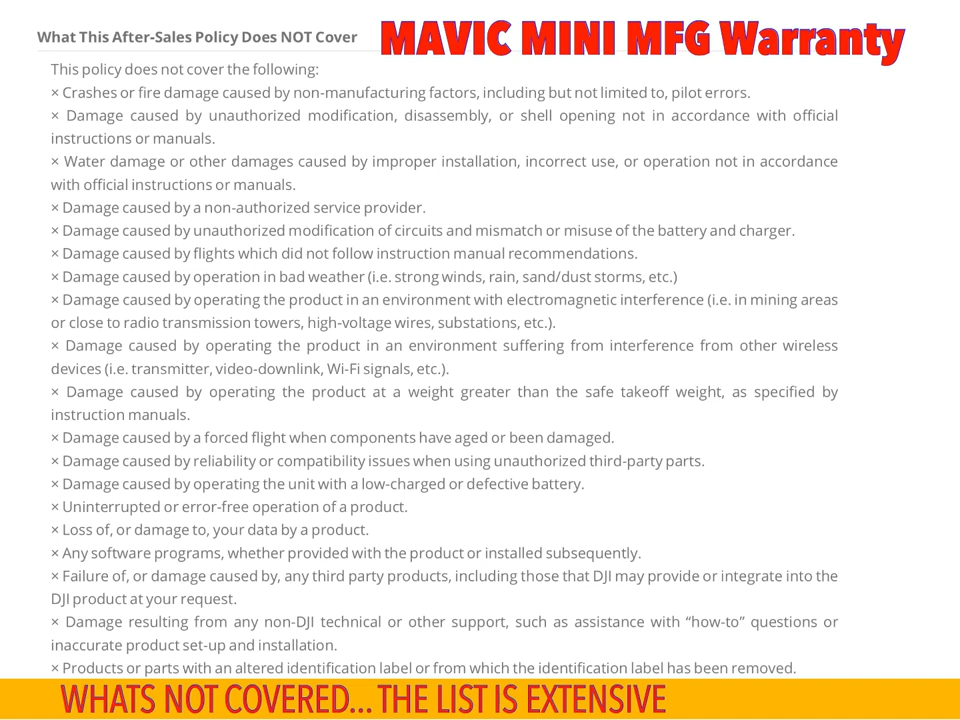 What This After-Sales Policy Does NOT Cover
MAVIC MINI MFG Warranty
This policy does not cover the following:
× Crashes or fire damage caused by non-manufacturing factors, including but not limited to, pilot errors.
× Damage caused by unauthorized modification, disassembly, or shell opening not in accordance with official
instructions or manuals.
× Water damage or other damages caused by improper installation, incorrect use, or operation not in accordance
with official instructions or manuals.
× Damage caused by a non-authorized service provider.
× Damage caused by unauthorized modification of circuits and mismatch or misuse of the battery and charger.
× Damage caused by flights which did not follow instruction manual recommendations.
× Damage caused by operation in bad weather (i.e. strong winds, rain, sand/dust storms, etc.)
× Damage caused by operating the product in an environment with electromagnetic interference (i.e. in mining areas
or close to radio transmission towers, high-voltage wires, substations, etc.).
× Damage caused by operating the product in an environment suffering from interference from other wireless
devices (i.e. transmitter, video-downlink, Wi-Fi signals, etc.).
× Damage caused by operating the product at a weight greater than the safe takeoff weight, as specified by
instruction manuals.
× Damage caused by a forced flight when components have aged or been damaged.
× Damage caused by reliability or compatibility issues when using unauthorized third-party parts.
× Damage caused by operating the unit with a low-charged or defective battery.
× Uninterrupted or error-free operation of a product.
× Loss of, or damage to, your data by a product.
× Any software programs, whether provided with the product or installed subsequently.
× Failure of, or damage caused by, any third party products, including those that DJI may provide or integrate into the
DJI product at your request.
× Damage resulting from any non-DJI technical or other support, such as assistance with “how-to” questions or
inaccurate product set-up and installation.
× Products or parts with an altered identification label or from which the identification label has been removed.
WHATS NOT COVERED... THE LIST IS EXTENSIVE